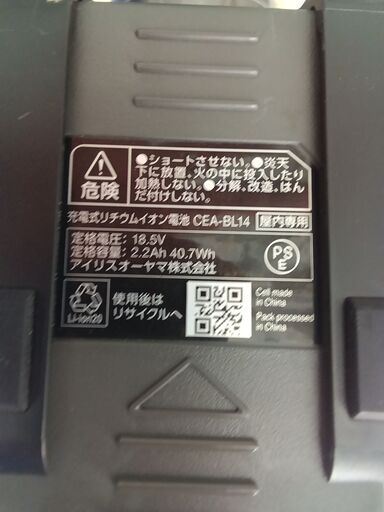 危険
●ショートさせない。●炎天
下に放置、火の中に投入したり
加熱しない。●分解、改造、はん
だ付けしない。
充電式リチウムイオン電池 CEA-BL14 屋内専用
定格電圧: 18.5V
定格容量: 2.2Ah 40.7Wh
アイリスオーヤマ株式会社
PS
E
Li-ion20
使用後は
リサイクルへ
Cell made
in China
Pack processed
in China